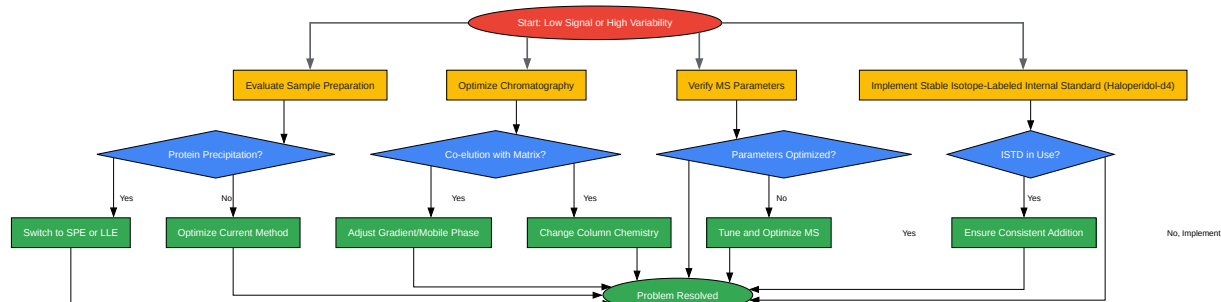 Start: Low Signal or High Variability
Evaluate Sample Preparation
Optimize Chromatography
Verify MS Parameters
Implement Stable Isotope-Labeled Internal Standard (Haloperidol-d4)
Protein Precipitation?
Co-elution with Matrix?
Parameters Optimized?
ISTD in Use?
Yes
No
Yes
Yes
No
Yes
Switch to SPE or LLE
Optimize Current Method
Adjust Gradient/Mobile Phase
Change Column Chemistry
Tune and Optimize MS
Yes
Ensure Consistent Addition
No, Implement
Problem Resolved